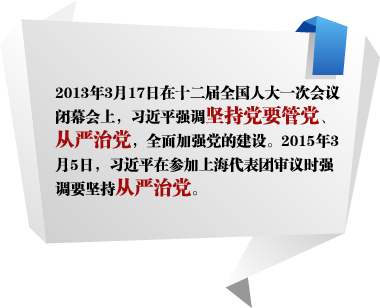 2013年3月17日在十二届全国人大一次会议
闭幕会上，习近平强调坚持党要管党、
从严治党，全面加强党的建设。2015年3
月5日，习近平在参加上海代表团审议时强
调要坚持从严治党。